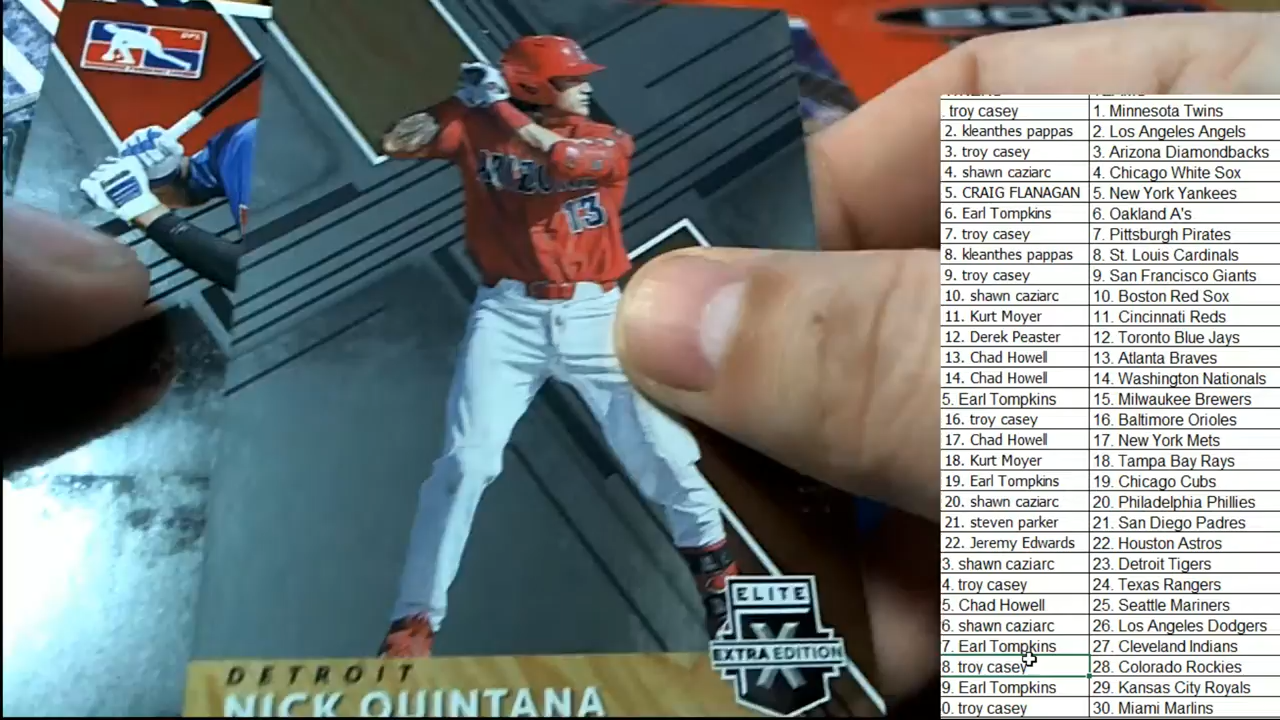 BCW
ARIZONA
13
ELITE
X
EXTRA EDITION
DETROIT
NICK QUINTANA
. troy casey 1. Minnesota Twins
2. kleanthes pappas 2. Los Angeles Angels
3. troy casey 3. Arizona Diamondbacks
4. shawn caziarc 4. Chicago White Sox
5. CRAIG FLANAGAN 5. New York Yankees
6. Earl Tompkins 6. Oakland A's
7. troy casey 7. Pittsburgh Pirates
8. kleanthes pappas 8. St. Louis Cardinals
9. troy casey 9. San Francisco Giants
10. shawn caziarc 10. Boston Red Sox
11. Kurt Moyer 11. Cincinnati Reds
12. Derek Peaster 12. Toronto Blue Jays
13. Chad Howell 13. Atlanta Braves
14. Chad Howell 14. Washington Nationals
5. Earl Tompkins 15. Milwaukee Brewers
16. troy casey 16. Baltimore Orioles
17. Chad Howell 17. New York Mets
18. Kurt Moyer 18. Tampa Bay Rays
19. Earl Tompkins 19. Chicago Cubs
20. shawn caziarc 20. Philadelphia Phillies
21. steven parker 21. San Diego Padres
22. Jeremy Edwards 22. Houston Astros
3. shawn caziarc 23. Detroit Tigers
4. troy casey 24. Texas Rangers
5. Chad Howell 25. Seattle Mariners
6. shawn caziarc 26. Los Angeles Dodgers
7. Earl Tompkins 27. Cleveland Indians
8. troy casey 28. Colorado Rockies
9. Earl Tompkins 29. Kansas City Royals
0. troy casey 30. Miami Marlins